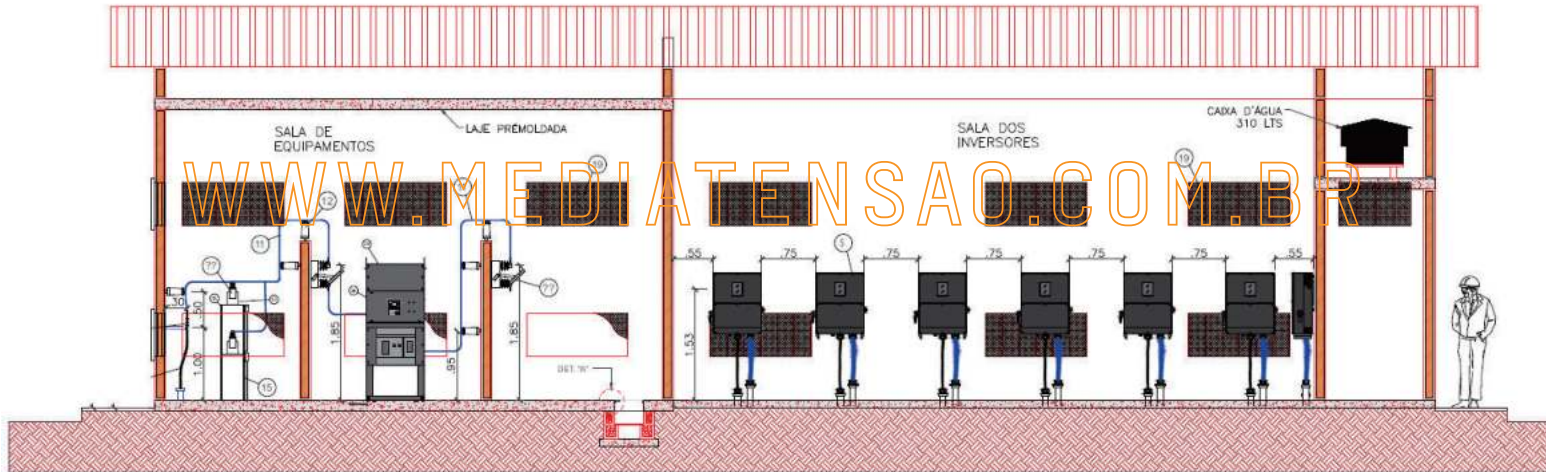 SALA DE
EQUIPAMENTOS
LAJE PRÉMOLDADA
SALA DOS
INVERSORES
CAIXA D'ÁGUA
310 LTS
WWW.MEDIATENSAO.COM.BR
19
19
12
11
??
??
5
15
.55
.75
.75
.75
.75
.75
.55
.30
.50
1.00
1.85
.95
1.85
1.53
DET.'W'